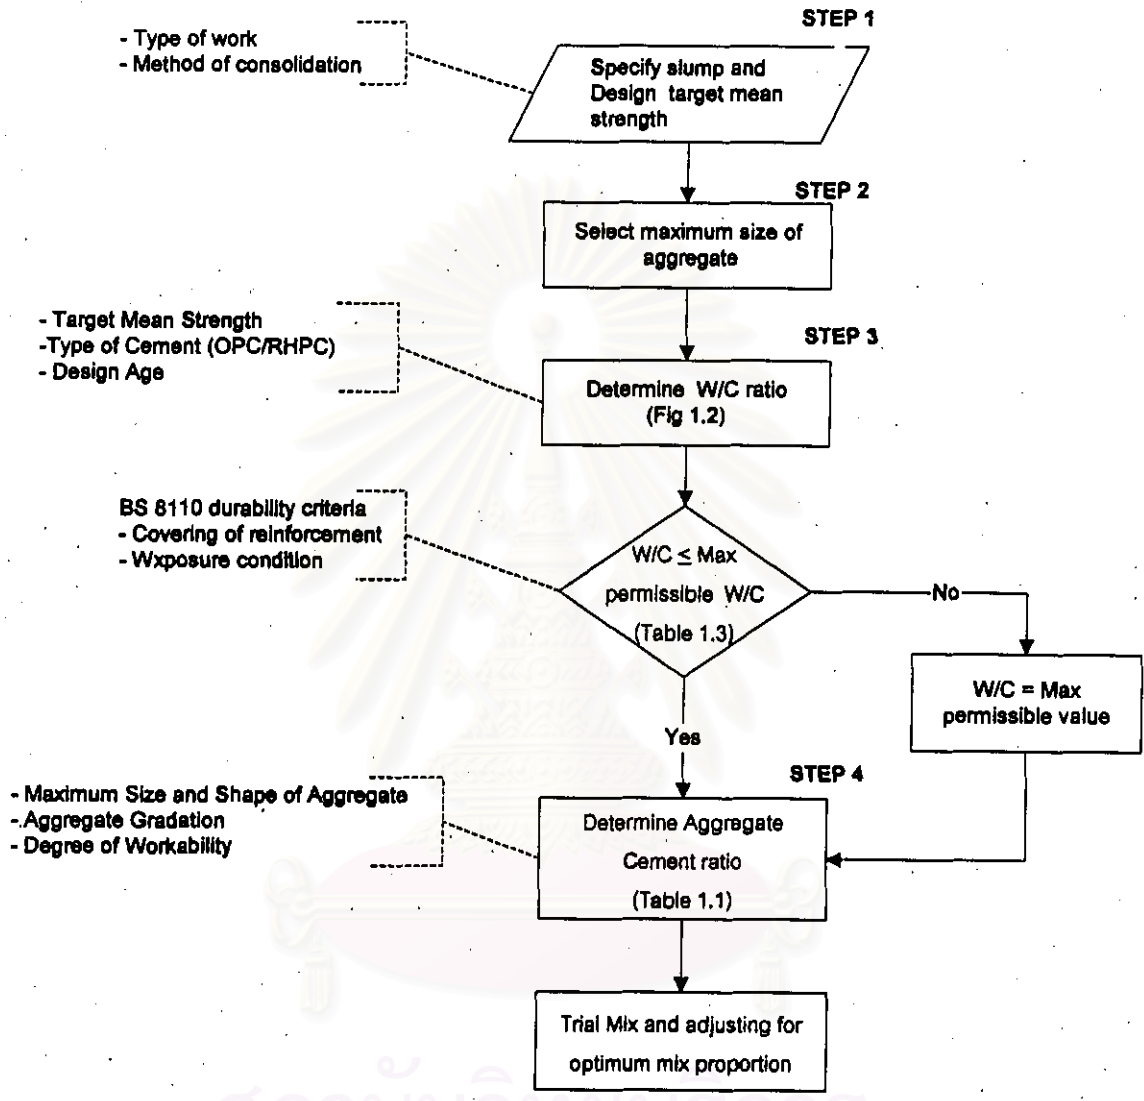 STEP 1
- Type of work
- Method of consolidation
Specify slump and
Design target mean
strength
STEP 2
Select maximum size of
aggregate
- Target Mean Strength
-Type of Cement (OPC/RHPC)
- Design Age
STEP 3
Determine W/C ratio
(Fig 1.2)
BS 8110 durability criteria
- Covering of reinforcement
- Wxposure condition
W/C ≤ Max
permissible W/C
(Table 1.3)
No
W/C = Max
permissible value
Yes
STEP 4
- Maximum Size and Shape of Aggregate
-.Aggregate Gradation
- Degree of Workability
Determine Aggregate
Cement ratio
(Table 1.1)
Trial Mix and adjusting for
optimum mix proportion